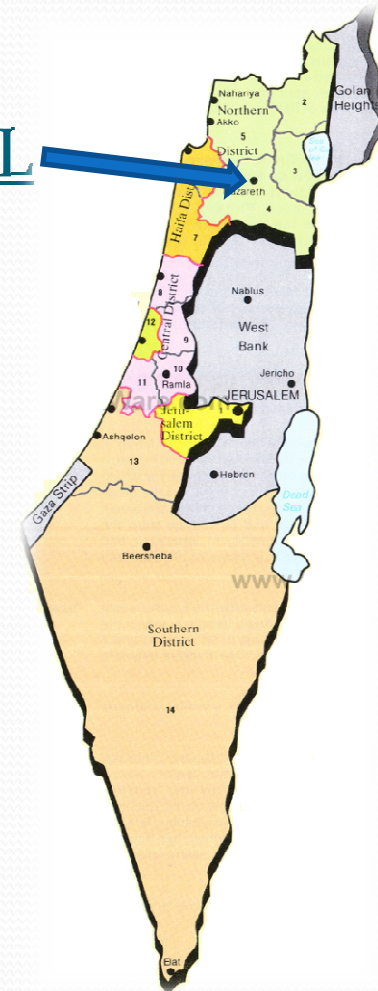 L
Golan
Heights
Nahariya
Northern
Akko
2
5
District
3
Nazareth
4
Haifa Dist
7
Nablus
8
Central District
12
West
Bank
9
10
Jericho
11
Ramla
JERUSALEM
Jeru-
salem
District
Ashqelon
13
Hebron
Gaza Strip
Dead
Sea
Beersheba
www
Southern
District
14
Elat